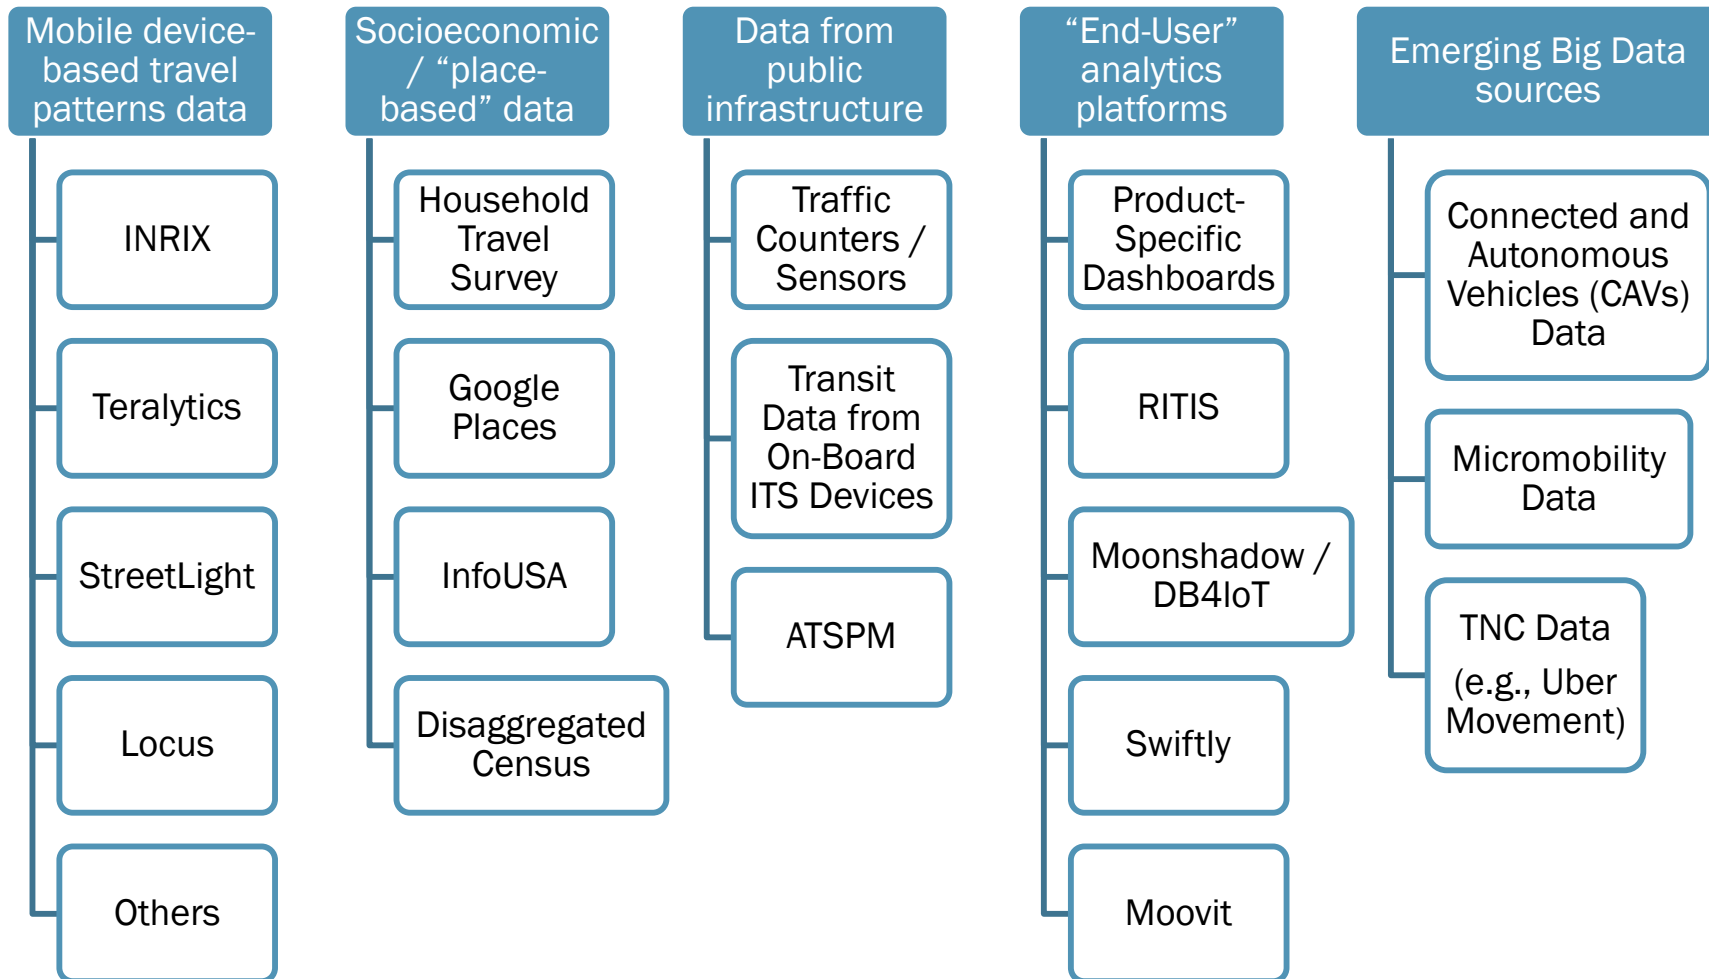 Mobile device-
based travel
patterns data
INRIX
Teralytics
StreetLight
Locus
Others
Socioeconomic
/ “place-
based” data
Household
Travel
Survey
Google
Places
InfoUSA
Disaggregated
Census
Data from
public
infrastructure
Traffic
Counters /
Sensors
Transit
Data from
On-Board
ITS Devices
ATSPM
“End-User”
analytics
platforms
Product-
Specific
Dashboards
RITIS
Moonshadow /
DB4IoT
Swiftly
Moovit
Emerging Big Data
sources
Connected and
Autonomous
Vehicles (CAVs)
Data
Micromobility
Data
TNC Data
(e.g., Uber
Movement)